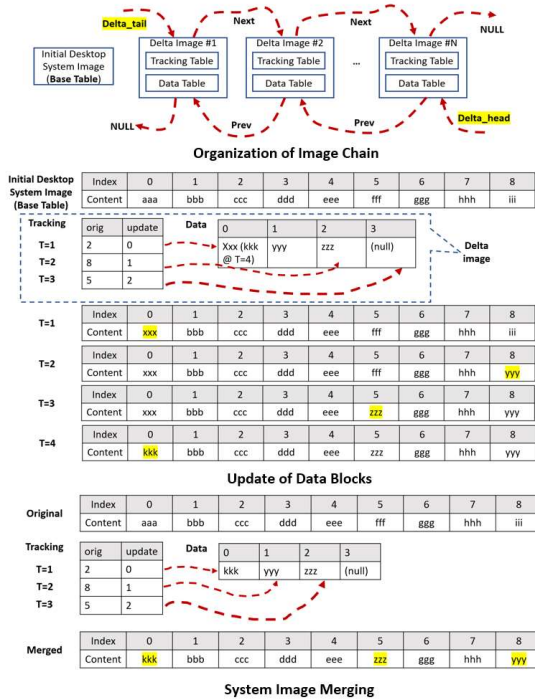 Delta_tail
Next
Next
NULL
Initial Desktop
System Image
(Base Table)
Delta Image #1
Tracking Table
Data Table
Delta Image #2
Tracking Table
Data Table
...
Delta Image #N
Tracking Table
Data Table
NULL
Prev
Prev
Delta_head
Organization of Image Chain
Initial Desktop
System Image
(Base Table)
Index 0 1 2 3 4 5 6 7 8
Content aaa bbb ccc ddd eee fff ggg hhh iii
Tracking
orig update
T=1 2 0
T=2 8 1
T=3 5 2
Data
0 1 2 3
Xxx (kkk @ T=4) yyy zzz (null)
Delta
image
T=1
Index 0 1 2 3 4 5 6 7 8
Content xxx bbb ccc ddd eee fff ggg hhh iii
T=2
Index 0 1 2 3 4 5 6 7 8
Content xxx bbb ccc ddd eee fff ggg hhh yyy
T=3
Index 0 1 2 3 4 5 6 7 8
Content xxx bbb ccc ddd eee zzz ggg hhh yyy
T=4
Index 0 1 2 3 4 5 6 7 8
Content kkk bbb ccc ddd eee zzz ggg hhh yyy
Update of Data Blocks
Original
Index 0 1 2 3 4 5 6 7 8
Content aaa bbb ccc ddd eee fff ggg hhh iii
Tracking
orig update
T=1 2 0
T=2 8 1
T=3 5 2
Data
0 1 2 3
kkk yyy zzz (null)
Merged
Index 0 1 2 3 4 5 6 7 8
Content kkk bbb ccc ddd eee zzz ggg hhh yyy
System Image Merging